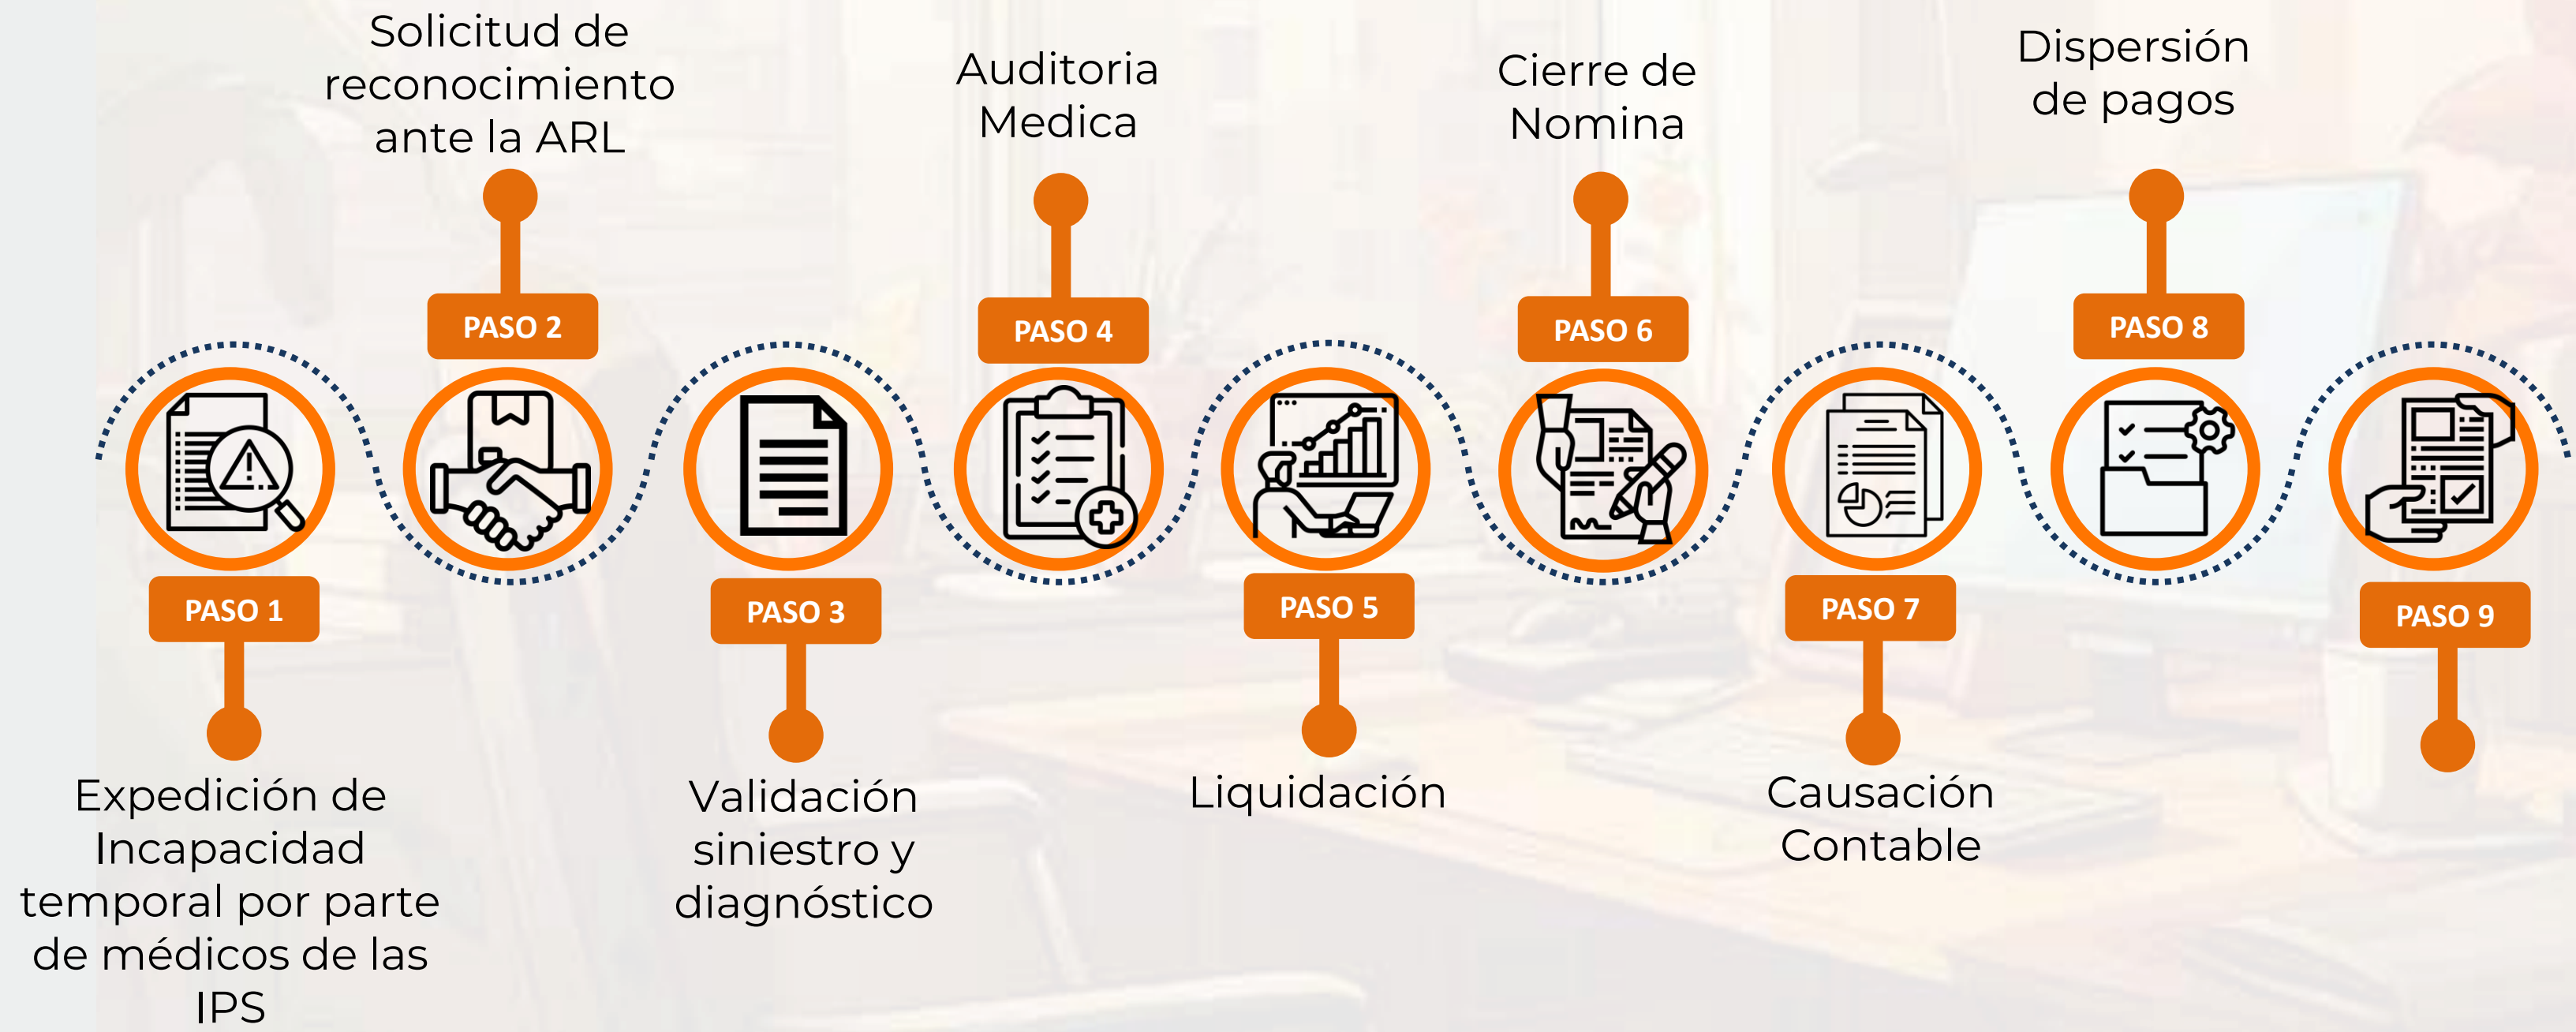 PASO 1
Expedición de
Incapacidad
temporal por parte
de médicos de las
IPS
Solicitud de
reconocimiento
ante la ARL
PASO 2
PASO 3
Validación
siniestro y
diagnóstico
Auditoria
Medica
PASO 4
PASO 5
Liquidación
Cierre de
Nomina
PASO 6
PASO 7
Causación
Contable
Dispersión
de pagos
PASO 8
PASO 9